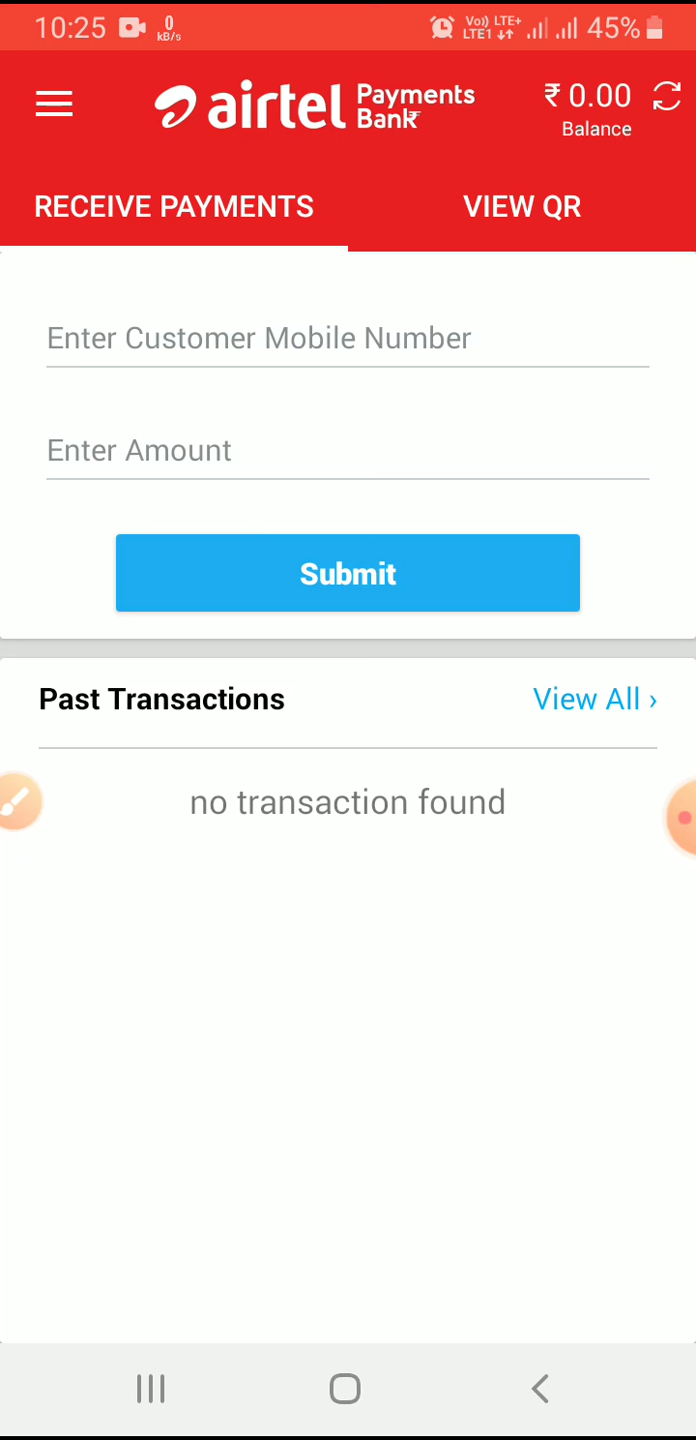 10:25 0 kB/s Vo)) LTE1 LTE+ 45%
airtel Payments Bank ₹ 0.00
Balance
RECEIVE PAYMENTS VIEW QR
Enter Customer Mobile Number
Enter Amount
Submit
Past Transactions View All ›
no transaction found